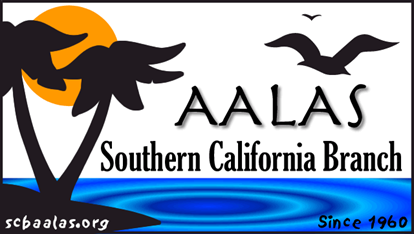 AALAS
Southern California Branch
scbaalas.org
Since 1960